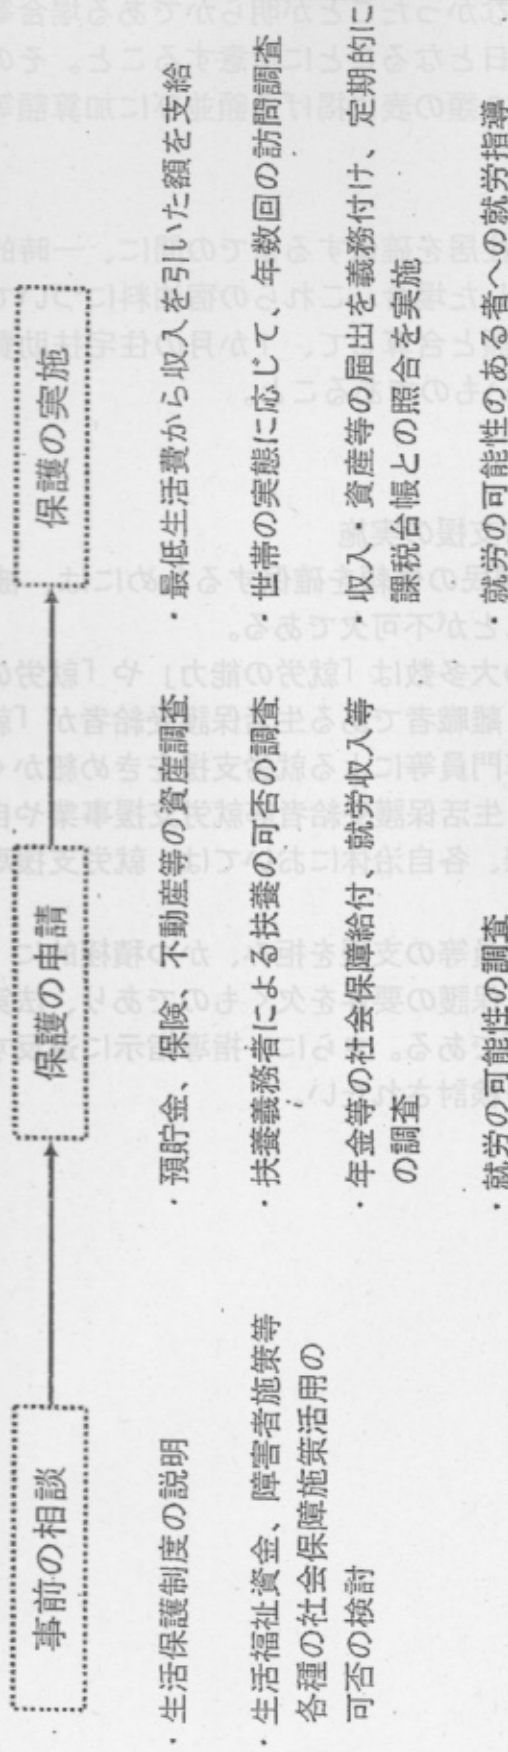 事前の相談
保護の申請
保護の実施
・生活保護制度の説明
・生活福祉資金、障害者施策等
各種の社会保障施策活用の
可否の検討
・預貯金、保険、不動産等の資産調査
・扶養義務者による扶養の可否の調査
・年金等の社会保障給付、就労収入等
の調査
・就労の可能性の調査
・最低生活費から収入を引いた額を支給
・世帯の実態に応じて、年数回の訪問調査
・収入・資産等の届出を義務付け、定期的に
課税台帳との照合を実施
・就労の可能性のある者への就労指導